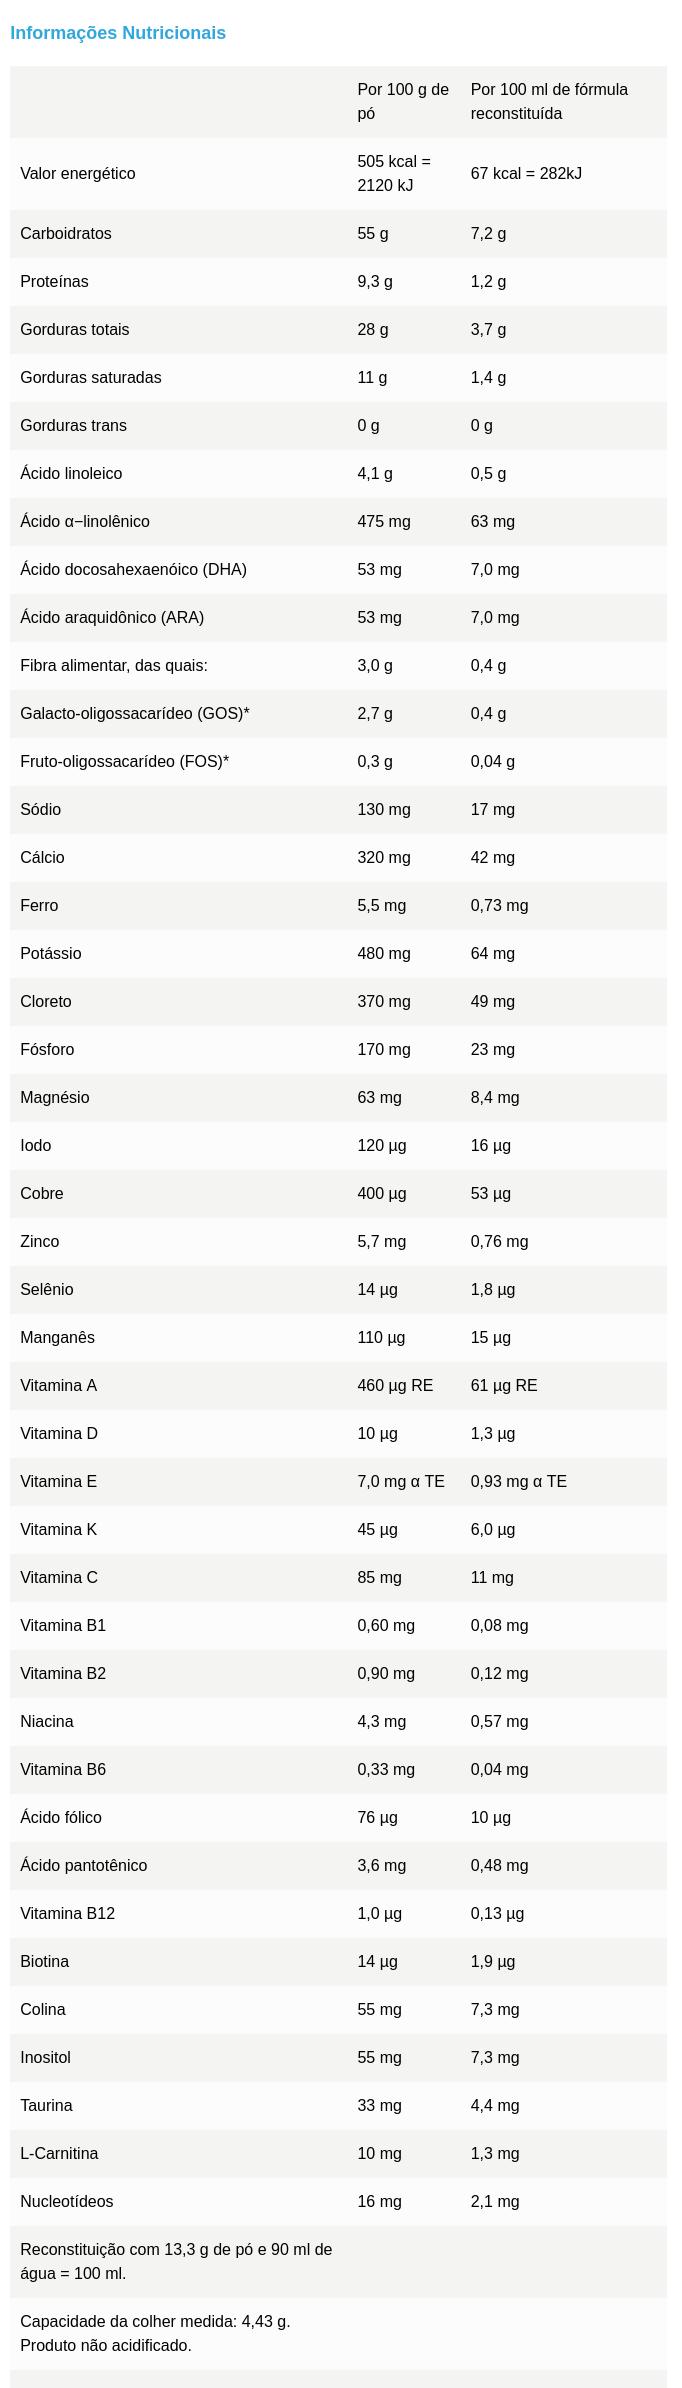 Informações Nutricionais
Por 100 g de pó Por 100 ml de fórmula reconstituída
Valor energético 505 kcal = 2120 kJ 67 kcal = 282kJ
Carboidratos 55 g 7,2 g
Proteínas 9,3 g 1,2 g
Gorduras totais 28 g 3,7 g
Gorduras saturadas 11 g 1,4 g
Gorduras trans 0 g 0 g
Ácido linoleico 4,1 g 0,5 g
Ácido α−linolênico 475 mg 63 mg
Ácido docosahexaenóico (DHA) 53 mg 7,0 mg
Ácido araquidônico (ARA) 53 mg 7,0 mg
Fibra alimentar, das quais: 3,0 g 0,4 g
Galacto-oligossacarídeo (GOS)* 2,7 g 0,4 g
Fruto-oligossacarídeo (FOS)* 0,3 g 0,04 g
Sódio 130 mg 17 mg
Cálcio 320 mg 42 mg
Ferro 5,5 mg 0,73 mg
Potássio 480 mg 64 mg
Cloreto 370 mg 49 mg
Fósforo 170 mg 23 mg
Magnésio 63 mg 8,4 mg
Iodo 120 µg 16 µg
Cobre 400 µg 53 µg
Zinco 5,7 mg 0,76 mg
Selênio 14 µg 1,8 µg
Manganês 110 µg 15 µg
Vitamina A 460 µg RE 61 µg RE
Vitamina D 10 µg 1,3 µg
Vitamina E 7,0 mg α TE 0,93 mg α TE
Vitamina K 45 µg 6,0 µg
Vitamina C 85 mg 11 mg
Vitamina B1 0,60 mg 0,08 mg
Vitamina B2 0,90 mg 0,12 mg
Niacina 4,3 mg 0,57 mg
Vitamina B6 0,33 mg 0,04 mg
Ácido fólico 76 µg 10 µg
Ácido pantotênico 3,6 mg 0,48 mg
Vitamina B12 1,0 µg 0,13 µg
Biotina 14 µg 1,9 µg
Colina 55 mg 7,3 mg
Inositol 55 mg 7,3 mg
Taurina 33 mg 4,4 mg
L-Carnitina 10 mg 1,3 mg
Nucleotídeos 16 mg 2,1 mg
Reconstituição com 13,3 g de pó e 90 ml de
água = 100 ml.
Capacidade da colher medida: 4,43 g.
Produto não acidificado.